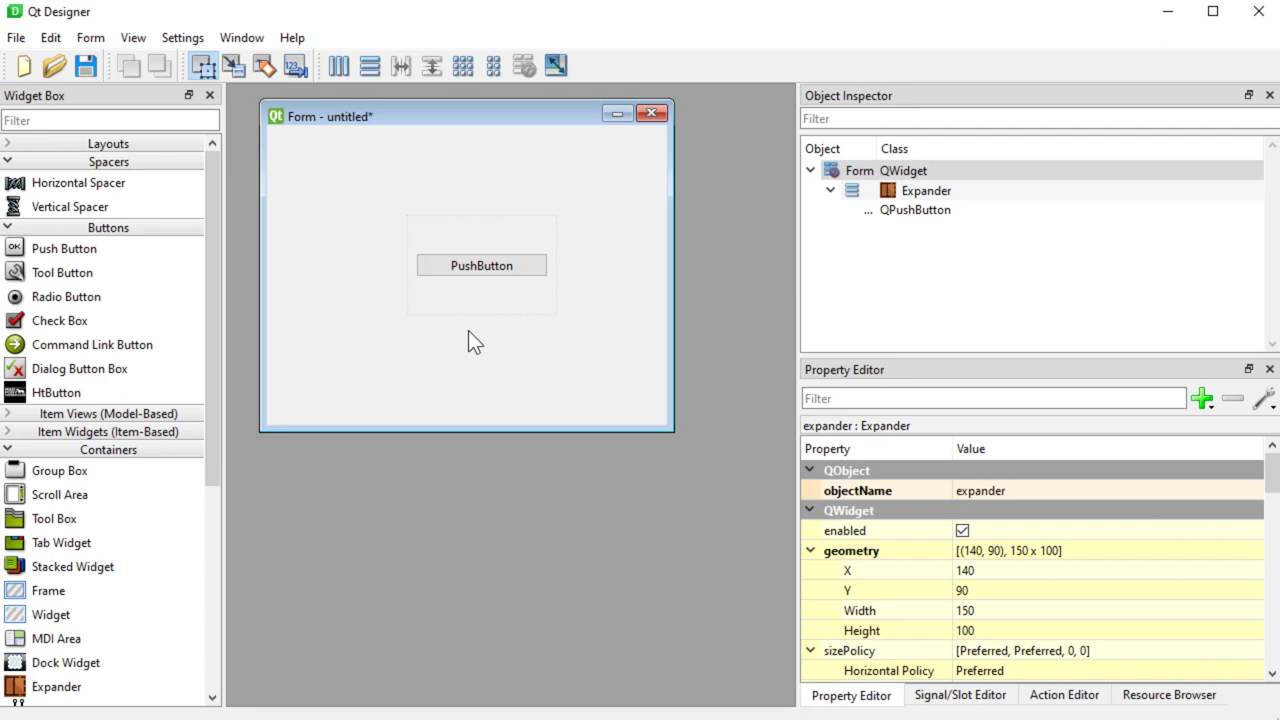 Qt Designer
File Edit Form View Settings Window Help
Widget Box
Filter
Layouts
Spacers
Horizontal Spacer
Vertical Spacer
Buttons
OK Push Button
Tool Button
Radio Button
Check Box
Command Link Button
Dialog Button Box
HtButton
Item Views (Model-Based)
Item Widgets (Item-Based)
Containers
Group Box
Scroll Area
Tool Box
Tab Widget
Stacked Widget
Frame
Widget
MDI Area
Dock Widget
Expander
Qt Form - untitled*
PushButton
Object Inspector
Filter
Object Class
Form QWidget
Expander
... QPushButton
Property Editor
Filter
expander : Expander
Property Value
QObject
objectName expander
QWidget
enabled
geometry [(140, 90), 150 x 100]
X 140
Y 90
Width 150
Height 100
sizePolicy [Preferred, Preferred, 0, 0]
Horizontal Policy Preferred
Property Editor Signal/Slot Editor Action Editor Resource Browser